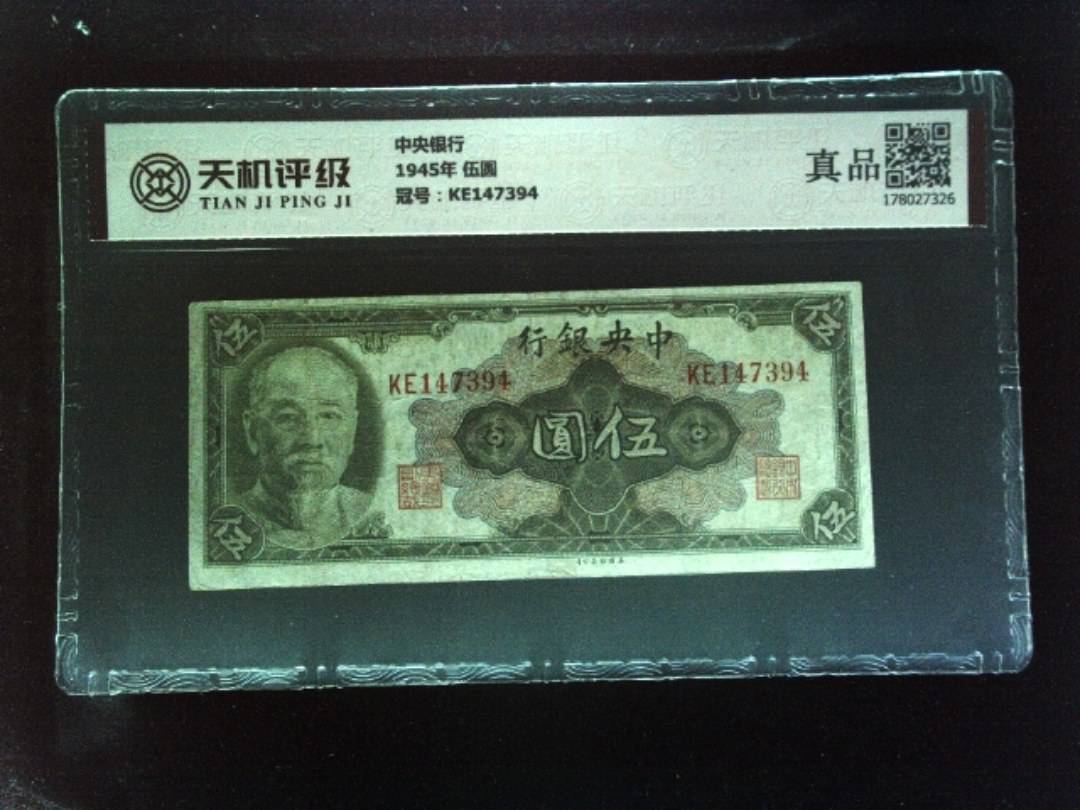 天机评级
TIAN JI PING JI
中央银行
1945年 伍圆
冠号：KE147394
真品
178027326
行銀央中
KE147394
KE147394
圓伍
伍
伍
伍
伍